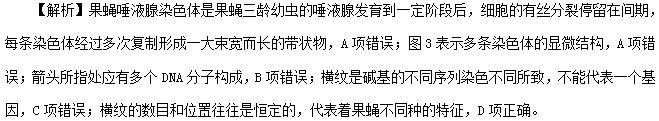 【解析】果蝇唾液腺染色体是果蝇三龄幼虫的唾液腺发育到一定阶段后，细胞的有丝分裂停留在间期，
每条染色体经过多次复制形成一大束宽而长的带状物，A项错误；图3表示多条染色体的显微结构，A项错
误；箭头所指处应有多个DNA分子构成，B项错误；横纹是碱基的不同序列染色不同所致，不能代表一个基
因，C项错误；横纹的数目和位置往往是恒定的，代表着果蝇不同种的特征，D项正确。